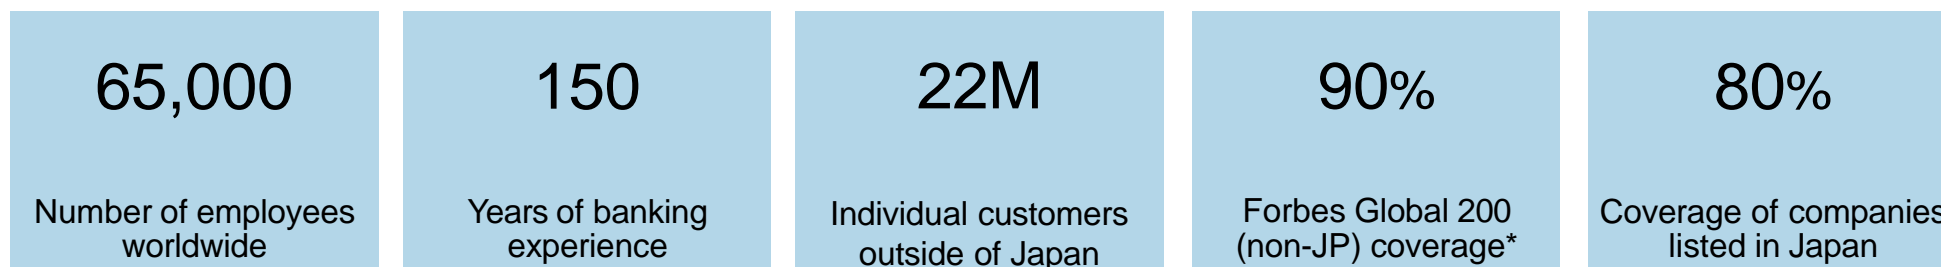 65,000
Number of employees
worldwide
150
Years of banking
experience
22M
Individual customers
outside of Japan
90%
Forbes Global 200
(non-JP) coverage*
80%
Coverage of companies
listed in Japan